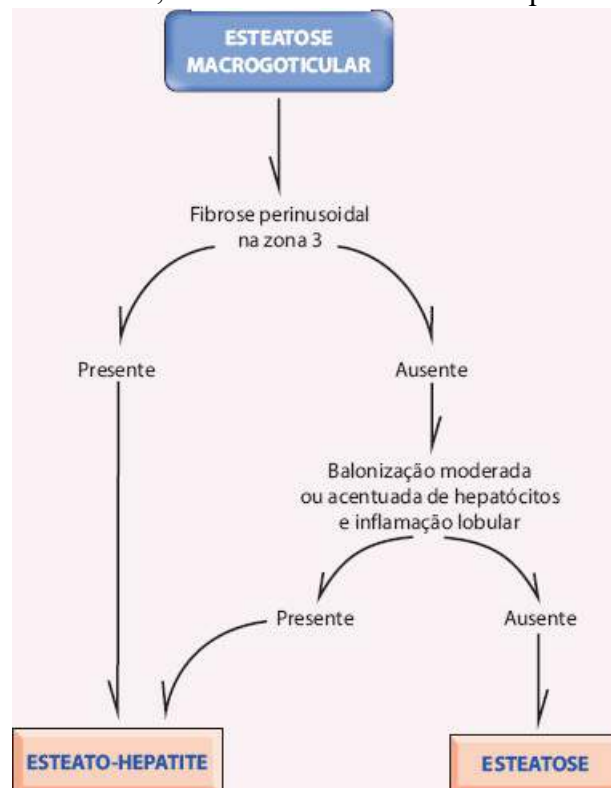 ESTEATOSE
MACROGOTICULAR
Fibrose perinusoidal
na zona 3
Presente
Ausente
Balonização moderada
ou acentuada de hepatócitos
e inflamação lobular
Presente
Ausente
ESTEATO-HEPATITE
ESTEATOSE